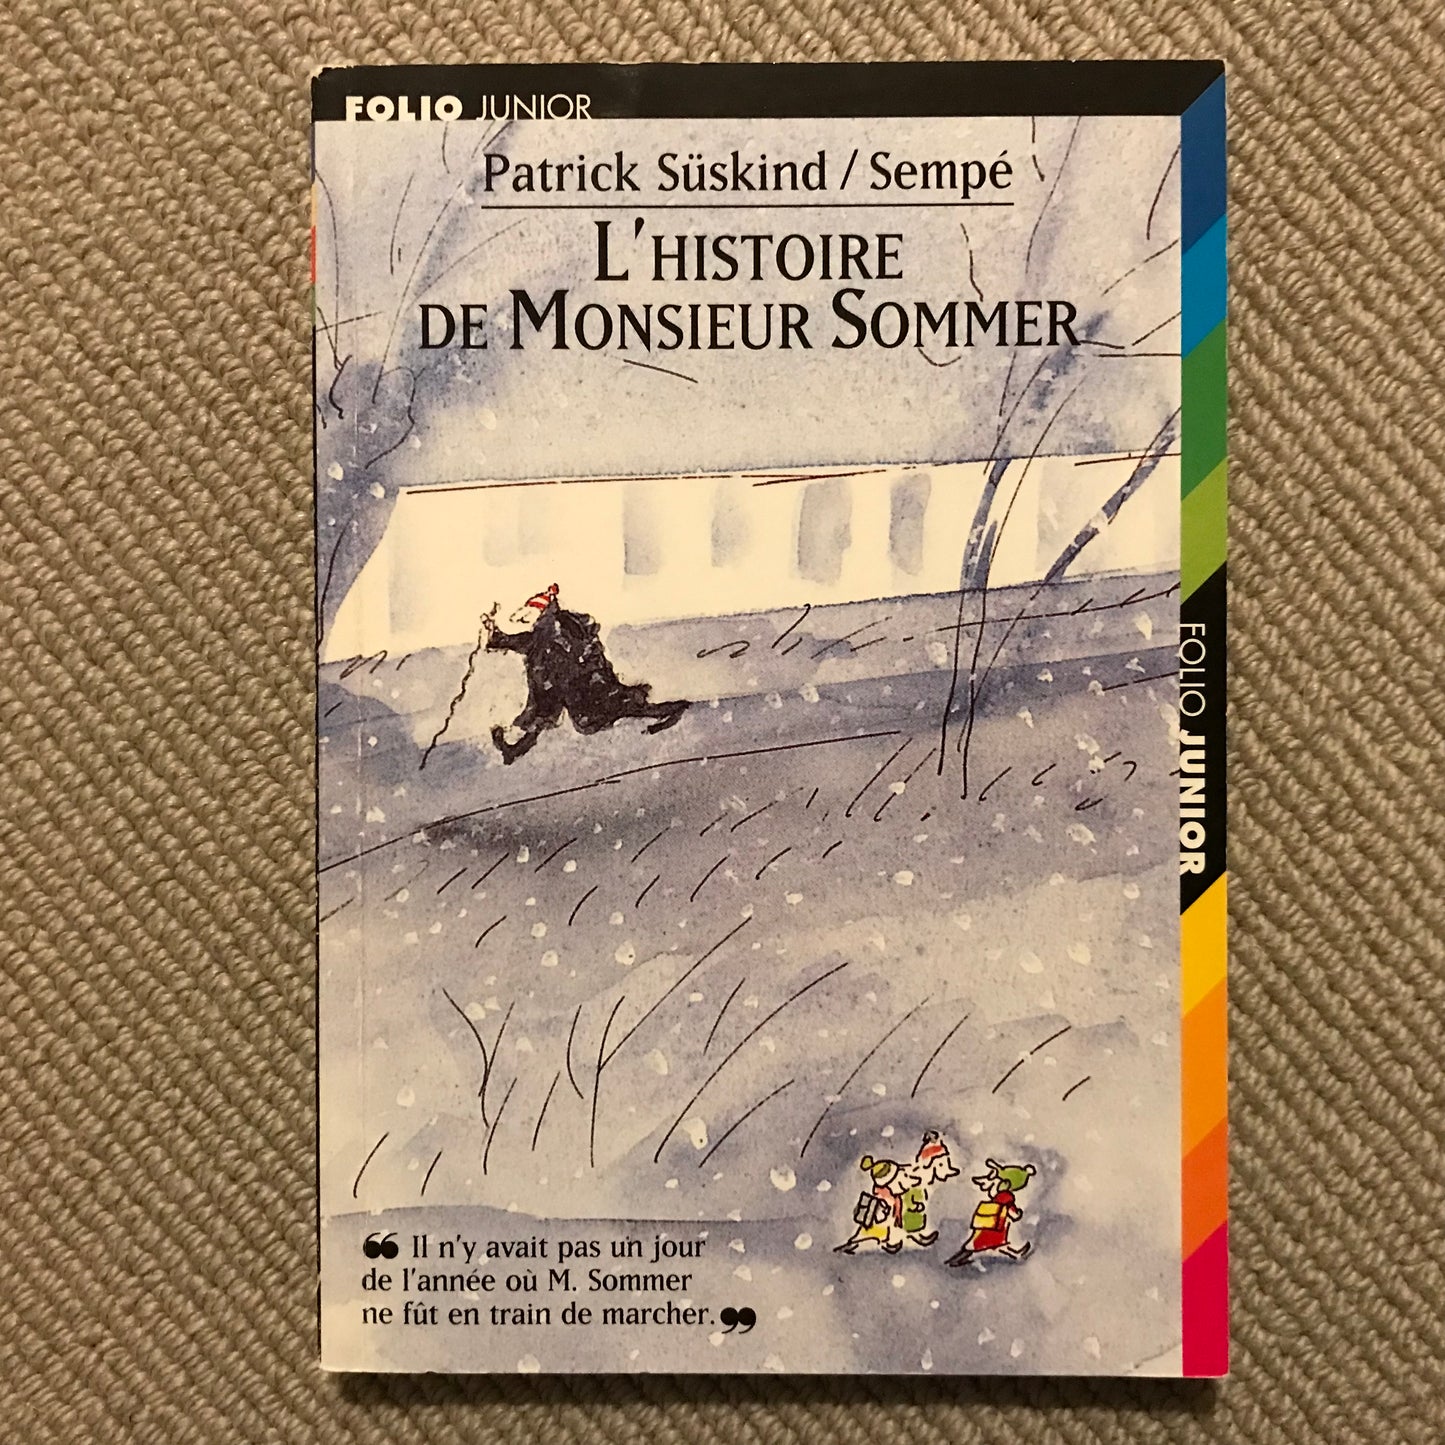 FOLIO JUNIOR
Patrick Süskind / Sempé
L'HISTOIRE
DE MONSIEUR SOMMER
FOLIO JUNIOR
❝ Il n'y avait pas un jour
de l'année où M. Sommer
ne fût en train de marcher. ❞